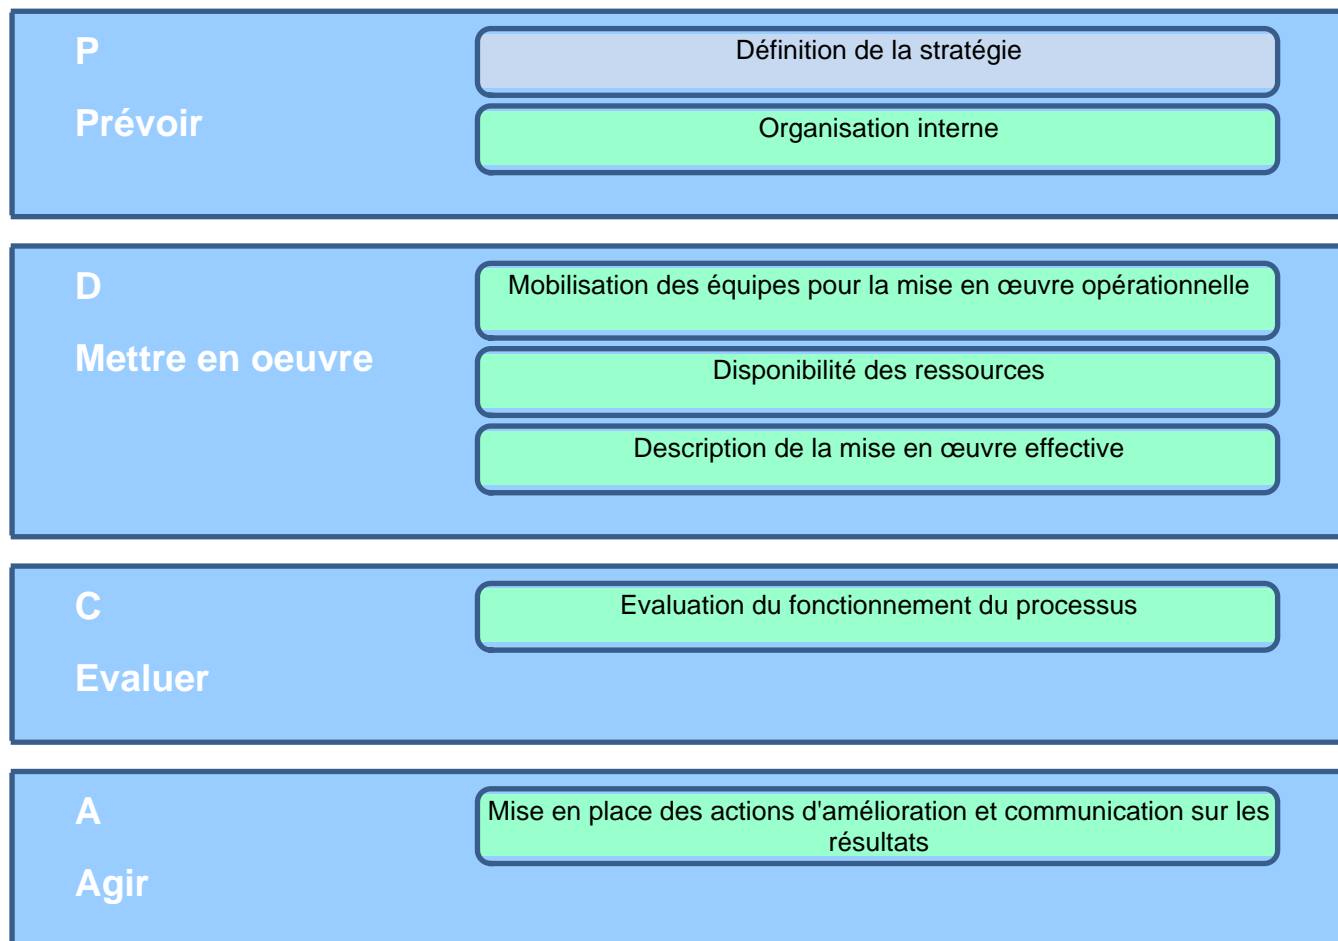 P
Prévoir
Définition de la stratégie
Organisation interne
D
Mettre en oeuvre
Mobilisation des équipes pour la mise en œuvre opérationnelle
Disponibilité des ressources
Description de la mise en œuvre effective
C
Evaluer
Evaluation du fonctionnement du processus
A
Agir
Mise en place des actions d'amélioration et communication sur les
résultats